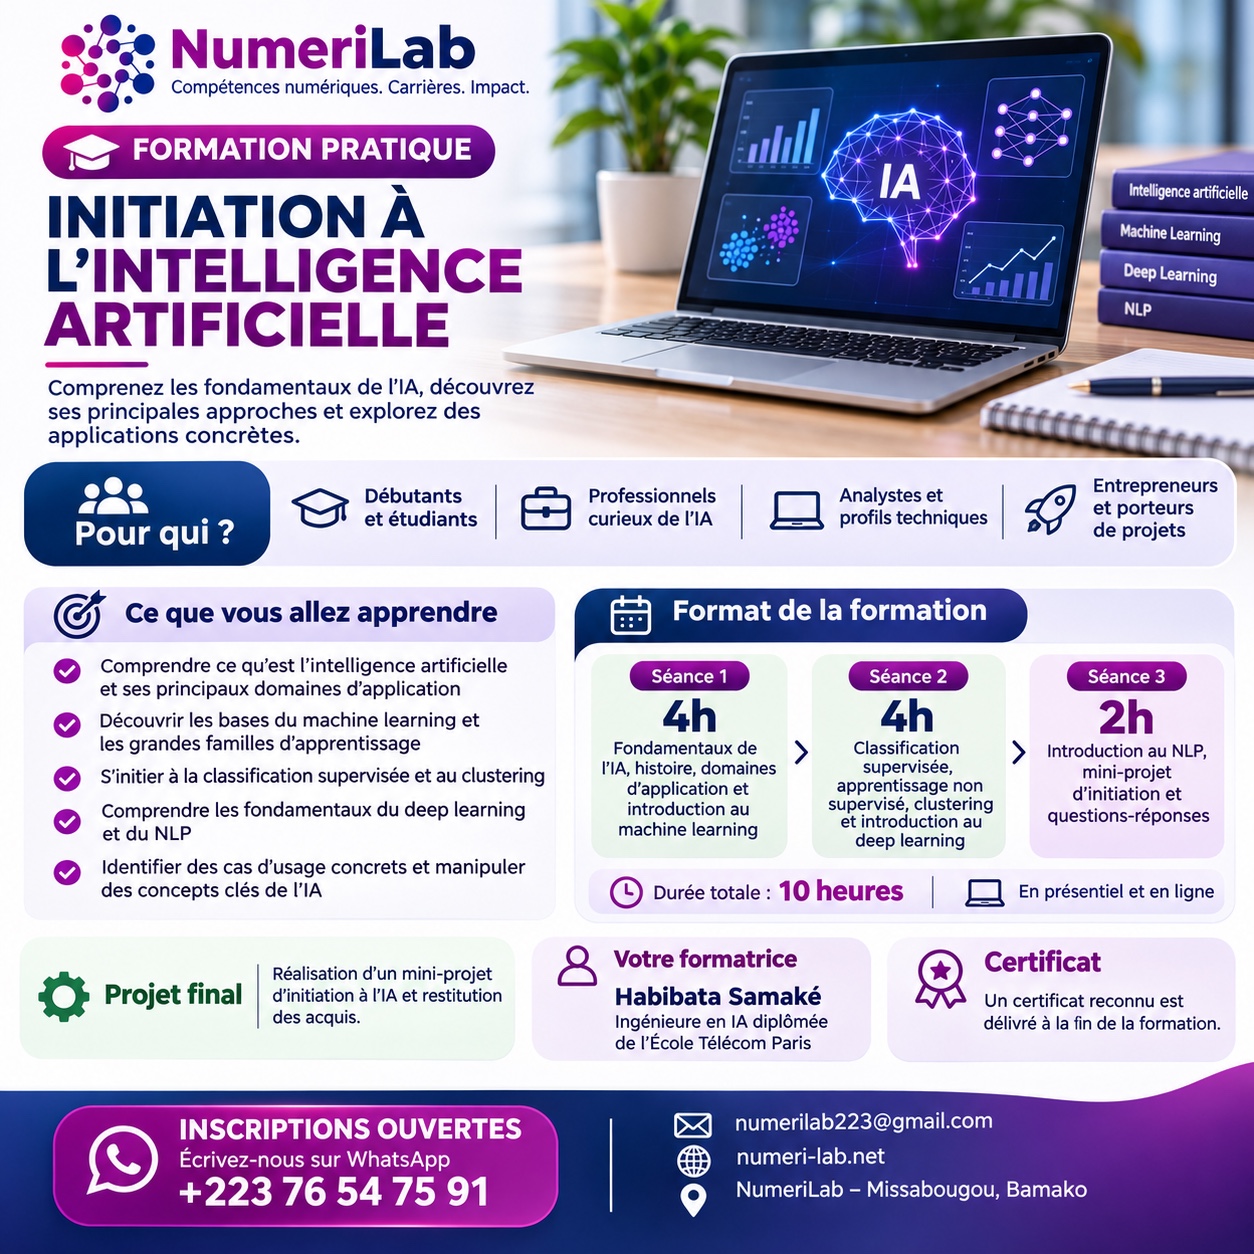 NumeriLab
Compétences numériques. Carrières. Impact.
FORMATION PRATIQUE
INITIATION À
L'INTELLIGENCE
ARTIFICIELLE
Comprenez les fondamentaux de l'IA, découvrez
ses principales approches et explorez des
applications concrètes.
IA
Intelligence artificielle
Machine Learning
Deep Learning
NLP
Pour qui ?
Débutants
et étudiants
Professionnels
curieux de l'IA
Analystes et
profils techniques
Entrepreneurs
et porteurs
de projets
Ce que vous allez apprendre
Comprendre ce qu'est l'intelligence artificielle
et ses principaux domaines d'application
Découvrir les bases du machine learning et
les grandes familles d'apprentissage
S'initier à la classification supervisée et au clustering
Comprendre les fondamentaux du deep learning
et du NLP
Identifier des cas d'usage concrets et manipuler
des concepts clés de l'IA
Format de la formation
Séance 1
4h
Fondamentaux de
l'IA, histoire, domaines
d'application et
introduction au
machine learning
Séance 2
4h
Classification
supervisée,
apprentissage non
supervisé, clustering
et introduction au
deep learning
Séance 3
2h
Introduction au NLP,
mini-projet
d'initiation et
questions-réponses
Durée totale : 10 heures
En présentiel et en ligne
Projet final
Réalisation d'un mini-projet
d'initiation à l'IA et restitution
des acquis.
Votre formatrice
Habibata Samaké
Ingénieure en IA diplômée
de l'École Télécom Paris
Certificat
Un certificat reconnu est
délivré à la fin de la formation.
INSCRIPTIONS OUVERTES
Écrivez-nous sur WhatsApp
+223 76 54 75 91
numerilab223@gmail.com
numeri-lab.net
NumeriLab – Missabougou, Bamako